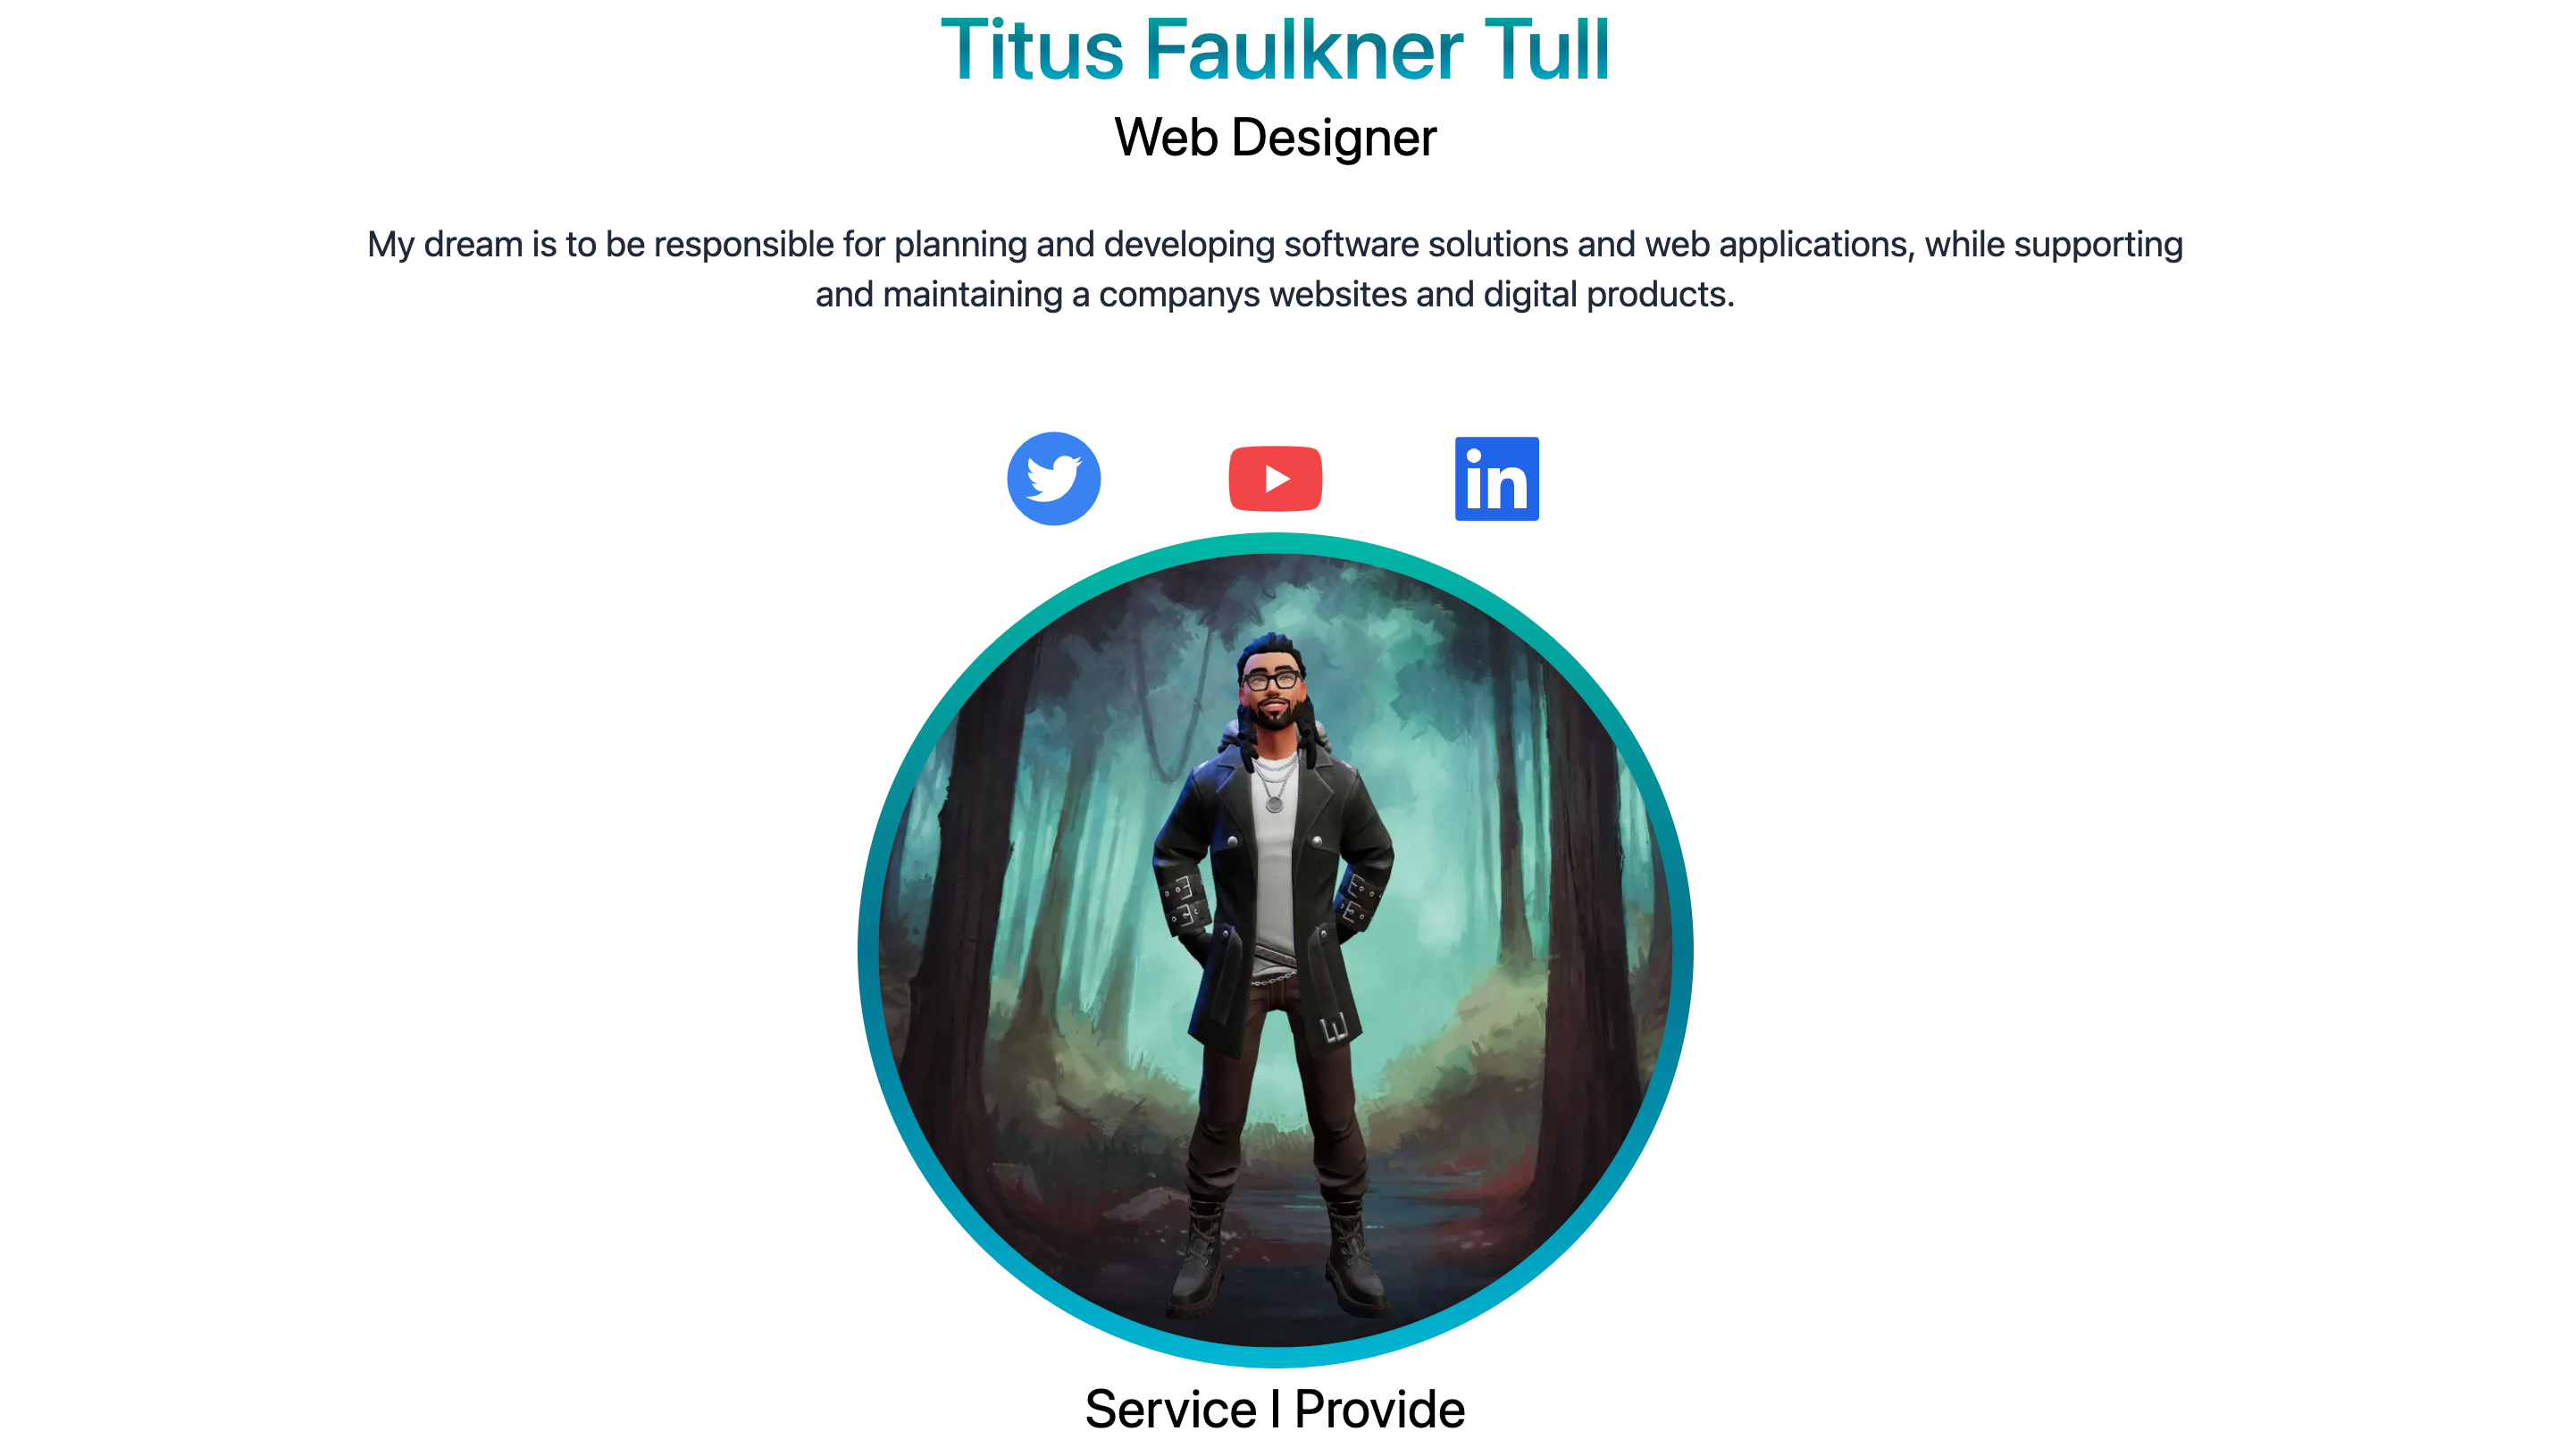 Titus Faulkner Tull
Web Designer
My dream is to be responsible for planning and developing software solutions and web applications, while supporting
and maintaining a companys websites and digital products.
in
Service I Provide